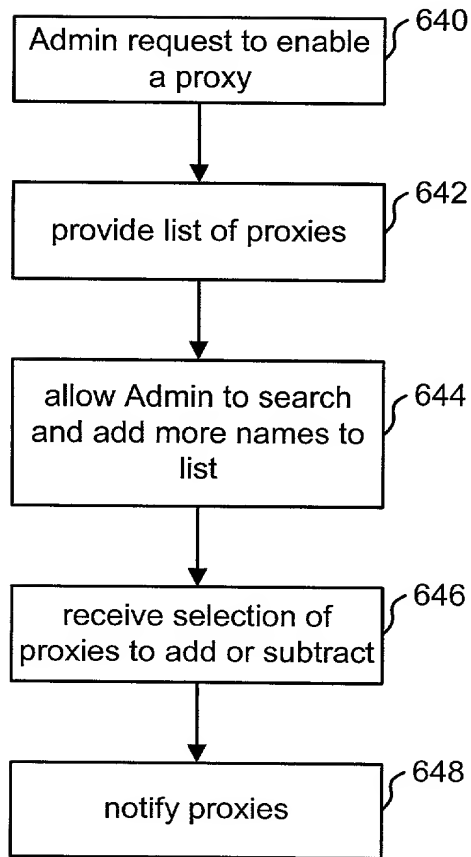 640
Admin request to enable
a proxy
642
provide list of proxies
644
allow Admin to search
and add more names to
list
646
receive selection of
proxies to add or subtract
648
notify proxies